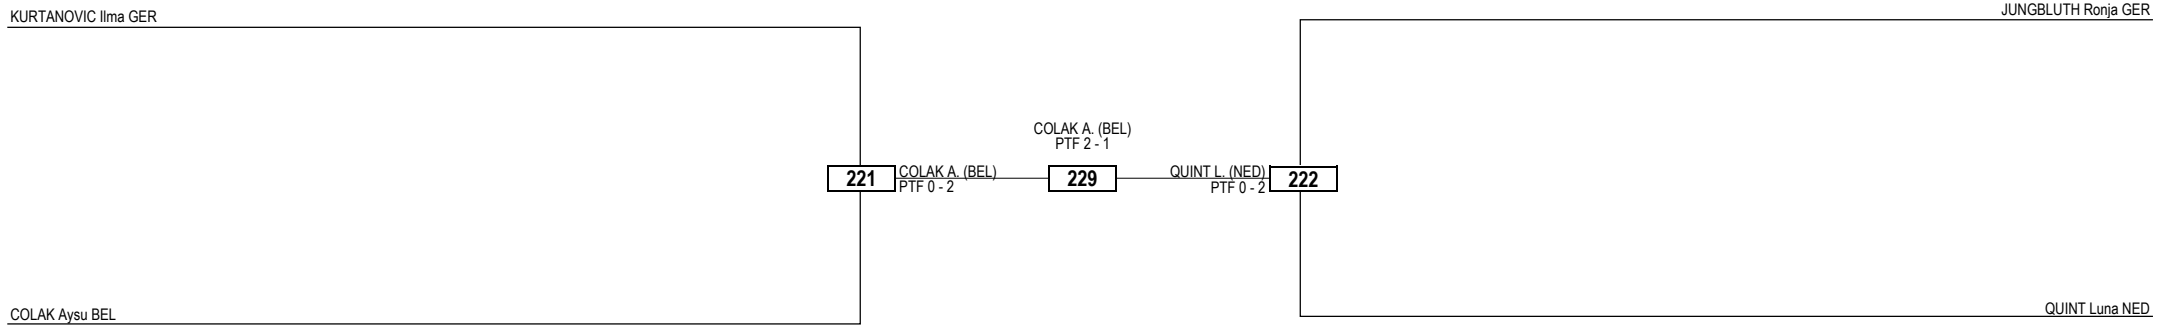 KURTANOVIC Ilma GER
JUNGBLUTH Ronja GER
COLAK A. (BEL)
PTF 2 - 1
221
COLAK A. (BEL)
PTF 0 - 2
229
QUINT L. (NED)
PTF 0 - 2
222
COLAK Aysu BEL
QUINT Luna NED